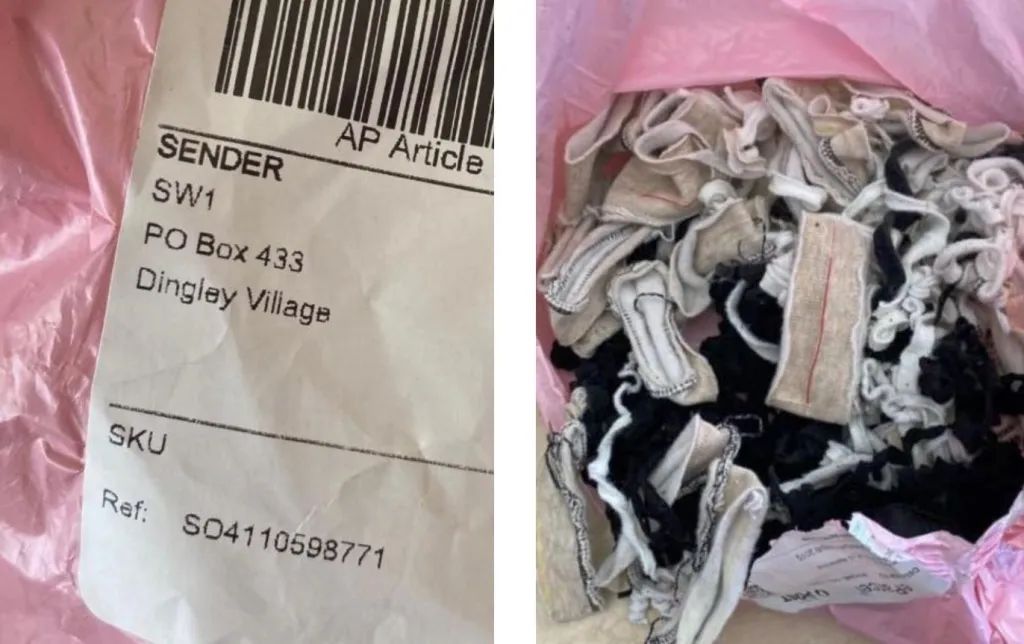 AP Article
SENDER
SW1
PO Box 433
Dingley Village
SKU
Ref: SO4110598771